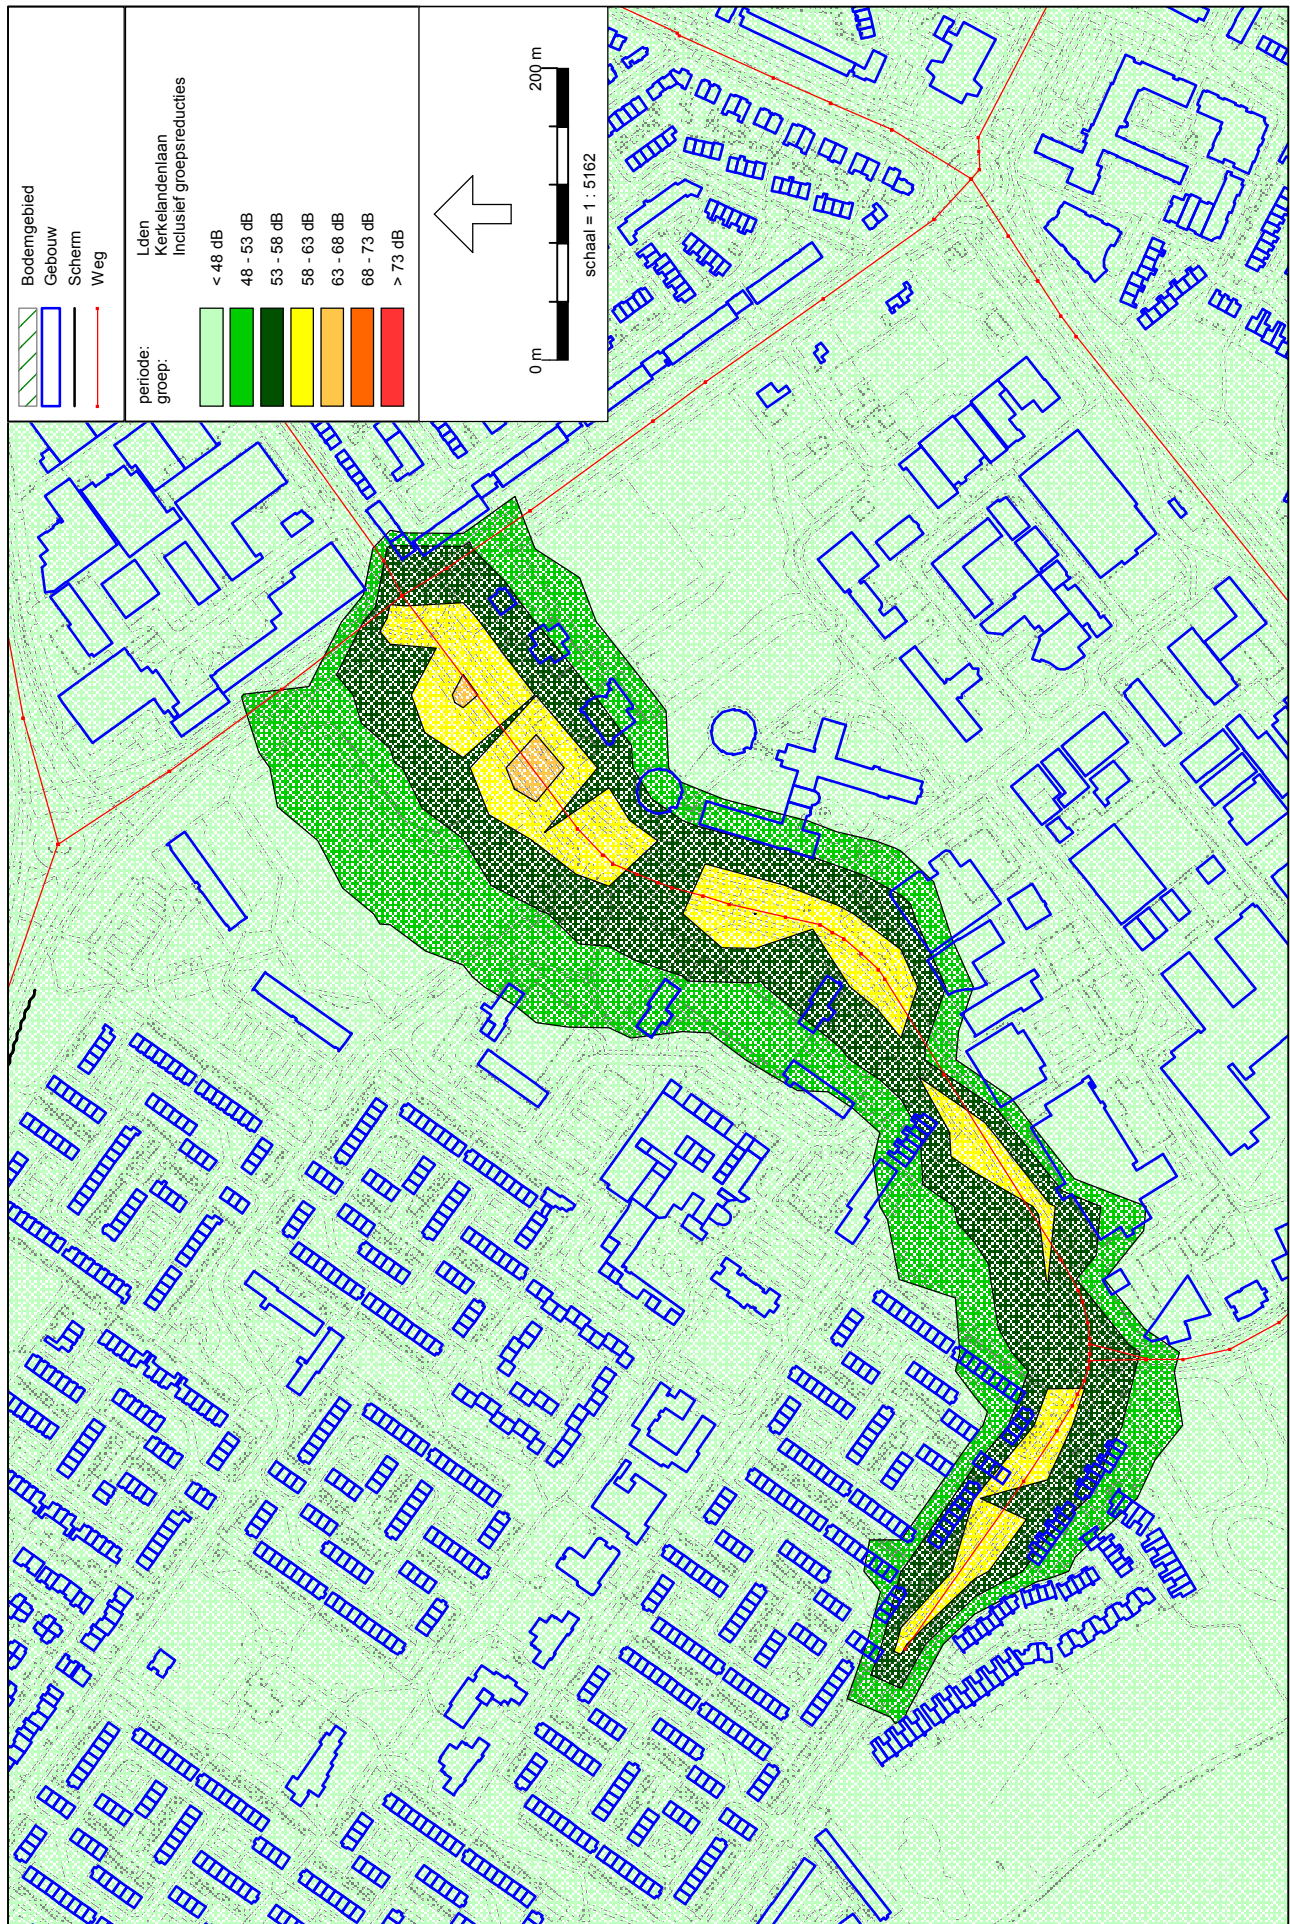 Bodemgebied
Gebouw
Scherm
Weg
periode: Lden
groep: Kerkelandenlaan
Inclusief groepsreducties
< 48 dB
48 - 53 dB
53 - 58 dB
58 - 63 dB
63 - 68 dB
68 - 73 dB
> 73 dB
0 m 200 m
schaal = 1 : 5162